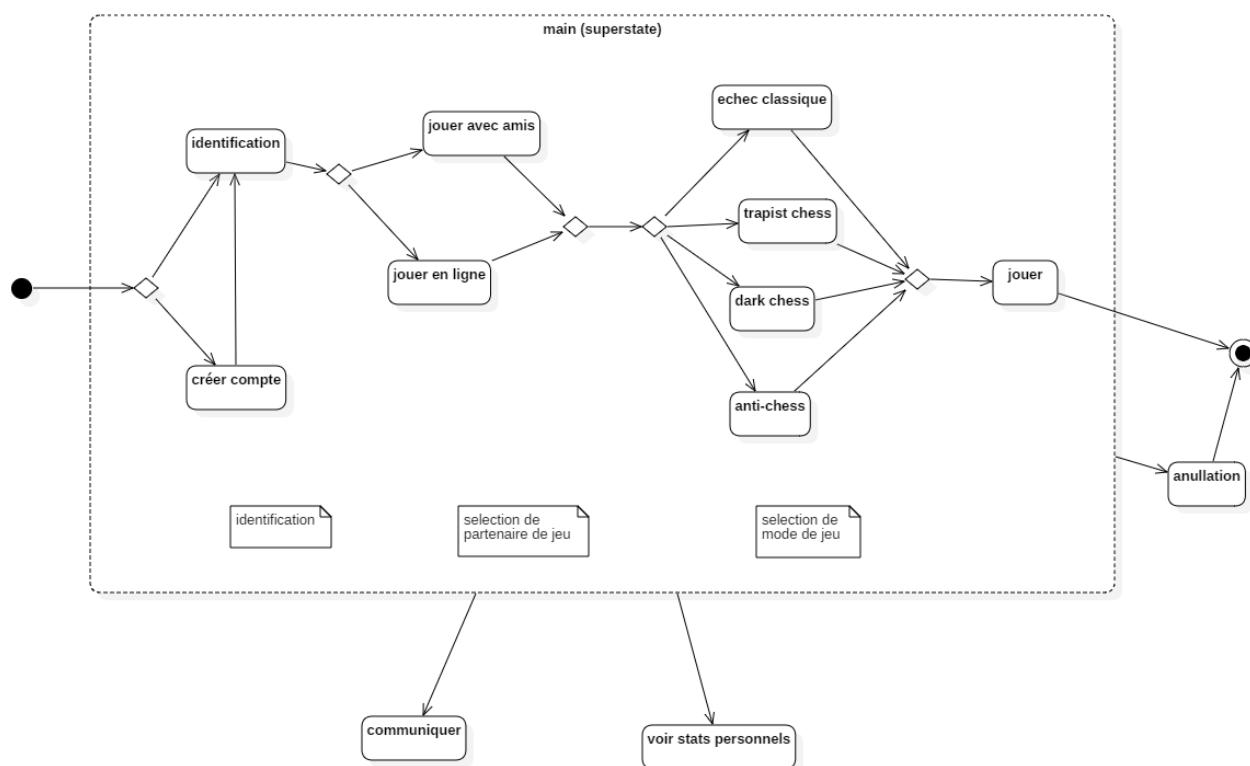 main (superstate)
echec classique
jouer avec amis
identification
trapist chess
jouer en ligne
jouer
dark chess
créer compte
anti-chess
anullation
identification
selection de
partenaire de jeu
selection de
mode de jeu
communiquer
voir stats personnels